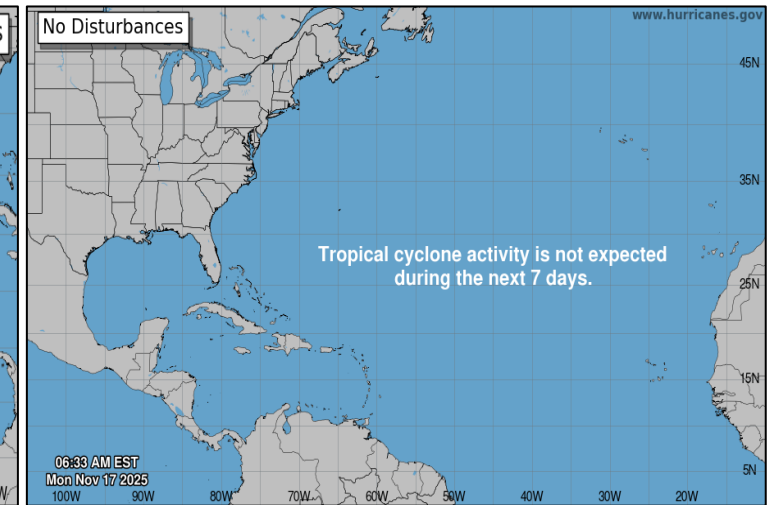 S
No Disturbances
www.hurricanes.gov
45N
35N
Tropical cyclone activity is not expected
during the next 7 days.
25N
15N
06:33 AM EST
Mon Nov 17 2025
5N
W
100W 90W 80W 70W 60W 50W 40W 30W 20W